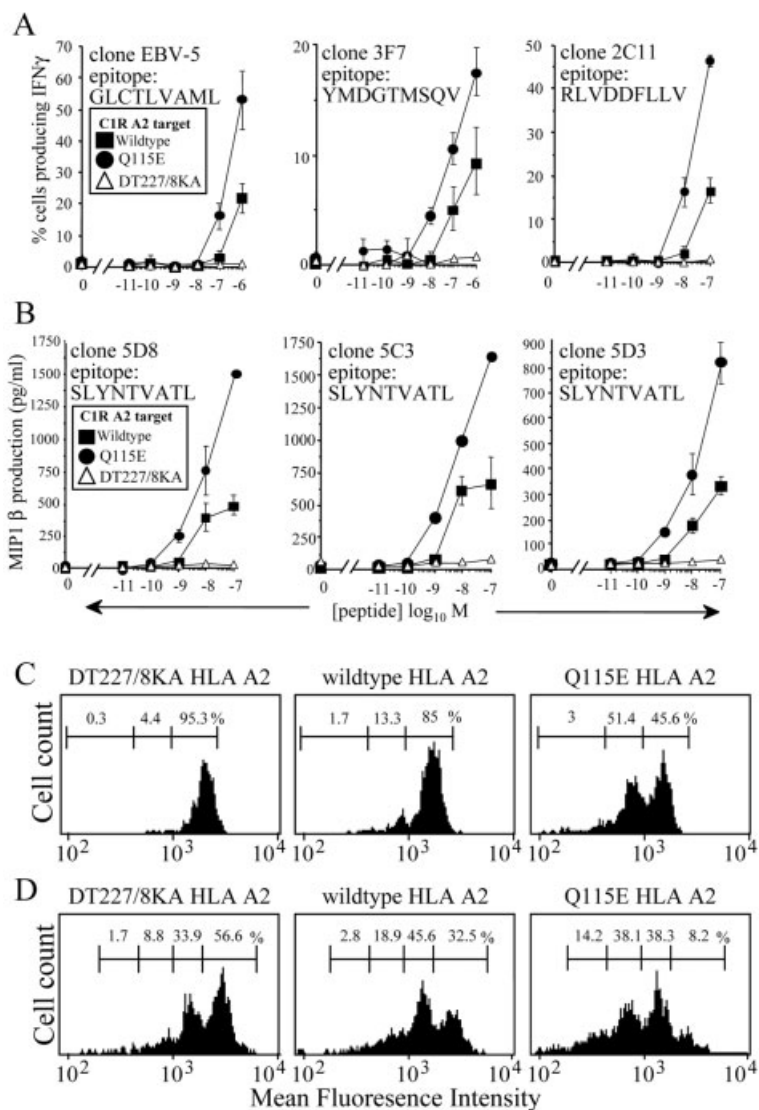 A
clone EBV-5
epitope:
GLCTLVAML
C1R A2 target
Wildtype
Q115E
DT227/8KA
% cells producing IFNγ
70
60
50
40
30
20
10
0
0 -11 -10 -9 -8 -7 -6
clone 3F7
epitope:
YMDGTMSQV
20
10
0
0 -11 -10 -9 -8 -7 -6
clone 2C11
epitope:
RLVDDFLLV
50
40
30
20
10
0
0 -11 -10 -9 -8 -7
B
clone 5D8
epitope:
SLYNTVATL
C1R A2 target
Wildtype
Q115E
DT227/8KA
MIP1 β production (pg/ml)
1750
1500
1250
1000
750
500
250
0
0 -11 -10 -9 -8 -7
clone 5C3
epitope:
SLYNTVATL
1750
1500
1250
1000
750
500
250
0
0 -11 -10 -9 -8 -7
clone 5D3
epitope:
SLYNTVATL
900
800
700
600
500
400
300
200
100
0
0 -11 -10 -9 -8 -7
[peptide] log10 M
C
DT227/8KA HLA A2 wildtype HLA A2 Q115E HLA A2
Cell count
0.3 4.4 95.3 %
1.7 13.3 85 %
3 51.4 45.6 %
10² 10³ 10⁴ 10² 10³ 10⁴ 10² 10³ 10⁴
D
DT227/8KA HLA A2 wildtype HLA A2 Q115E HLA A2
Cell count
1.7 8.8 33.9 56.6 %
2.8 18.9 45.6 32.5 %
14.2 38.1 38.3 8.2 %
10² 10³ 10⁴ 10² 10³ 10⁴ 10² 10³ 10⁴
Mean Fluoresence Intensity